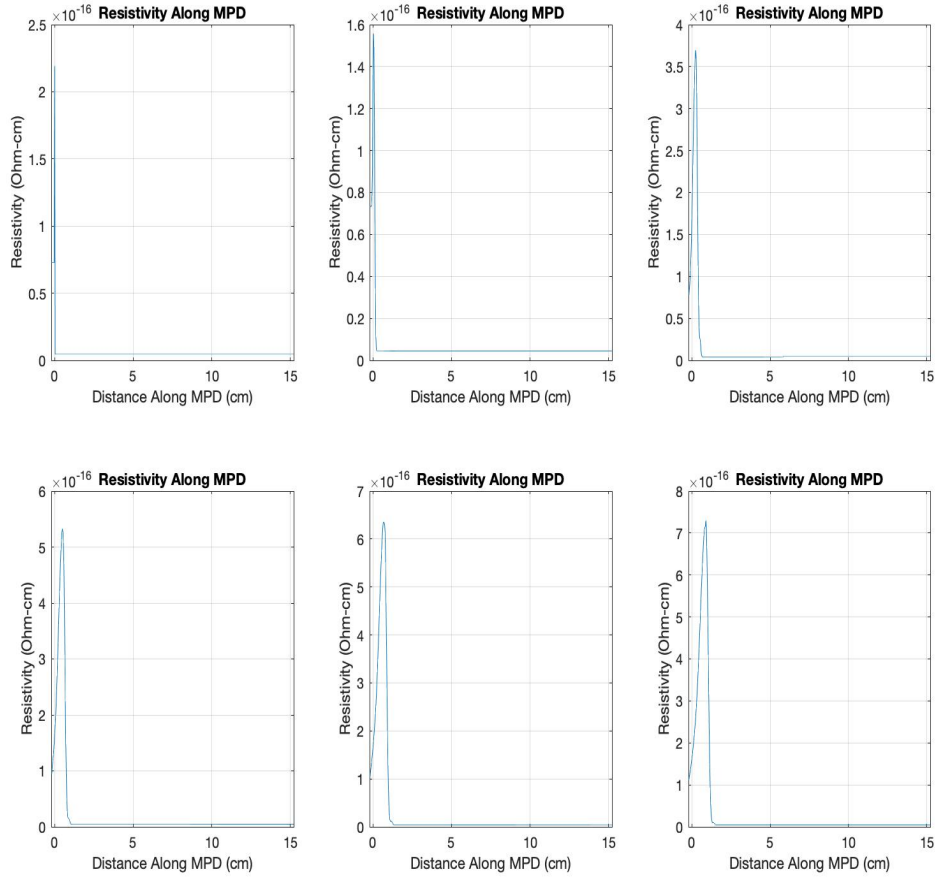 ×10⁻¹⁶ Resistivity Along MPD
2.5
2
1.5
1
0.5
0
Resistivity (Ohm-cm)
0 5 10 15
Distance Along MPD (cm)
×10⁻¹⁶ Resistivity Along MPD
1.6
1.4
1.2
1
0.8
0.6
0.4
0.2
0
Resistivity (Ohm-cm)
0 5 10 15
Distance Along MPD (cm)
×10⁻¹⁶ Resistivity Along MPD
4
3.5
3
2.5
2
1.5
1
0.5
0
Resistivity (Ohm-cm)
0 5 10 15
Distance Along MPD (cm)
×10⁻¹⁶ Resistivity Along MPD
6
5
4
3
2
1
0
Resistivity (Ohm-cm)
0 5 10 15
Distance Along MPD (cm)
×10⁻¹⁶ Resistivity Along MPD
7
6
5
4
3
2
1
0
Resistivity (Ohm-cm)
0 5 10 15
Distance Along MPD (cm)
×10⁻¹⁶ Resistivity Along MPD
8
7
6
5
4
3
2
1
0
Resistivity (Ohm-cm)
0 5 10 15
Distance Along MPD (cm)